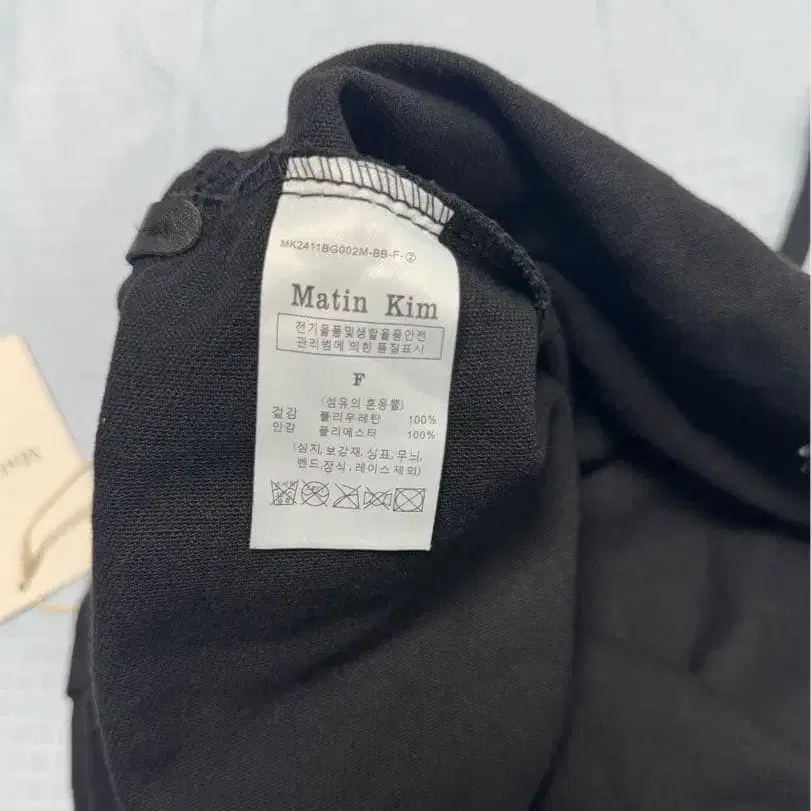 MK2411BG002M-BB-F-②
Matin Kim
전기용품및생활용품안전
관리법에 의한 품질표시
F
(섬유의 혼용률)
겉감 폴리우레탄 100%
안감 폴리에스터 100%
(심지,보강재,싱표,무늬,
밴드,장식,레이스 제외)